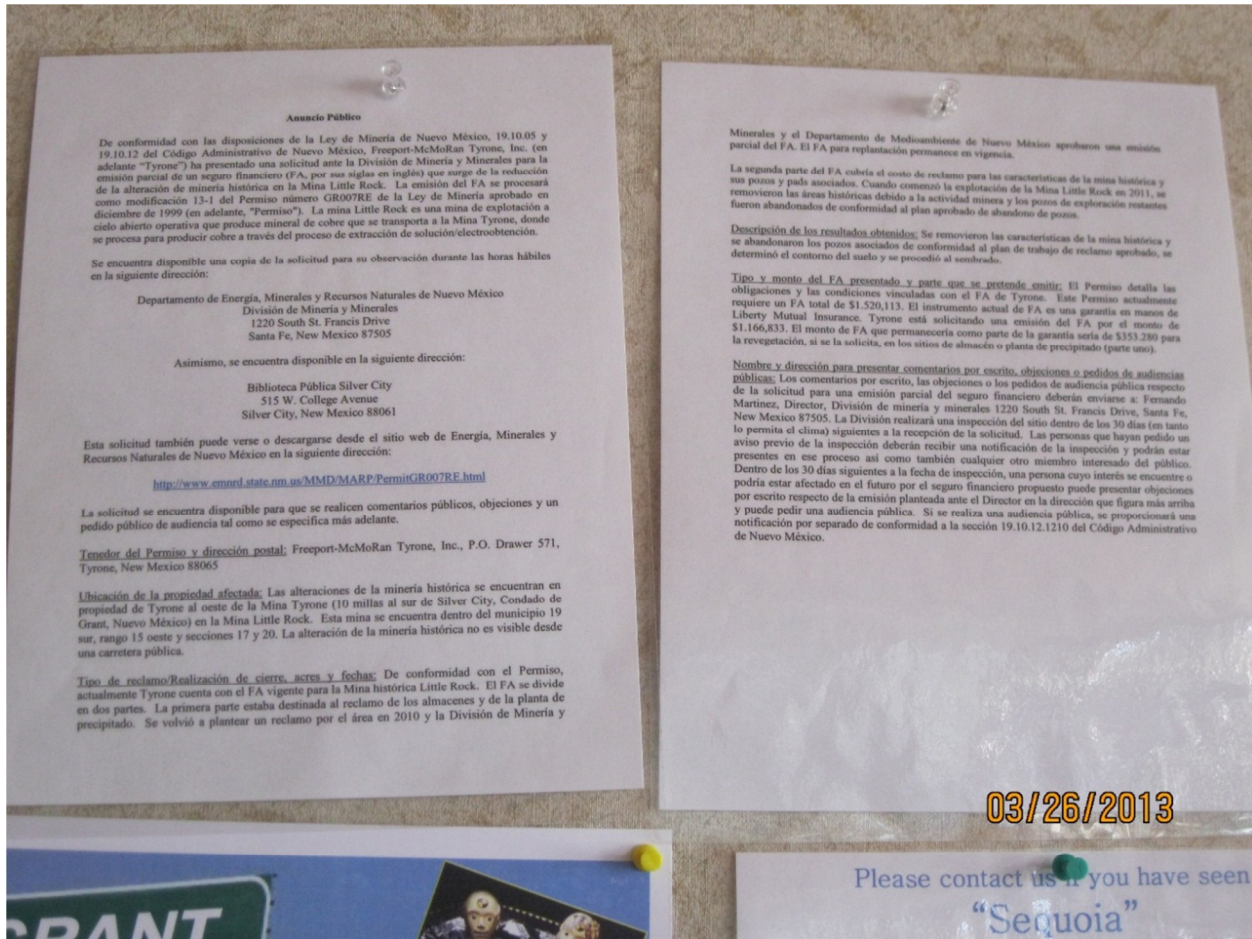 Anuncio Público
De conformidad con las disposiciones de la Ley de Minería de Nuevo México, 19.10.05 y
19.10.12 del Código Administrativo de Nuevo México, Freeport-McMoRan Tyrone, Inc. (en
adelante "Tyrone") ha presentado una solicitud ante la División de Minería y Minerales para la
emisión parcial de un seguro financiero (FA, por sus siglas en inglés) que surge de la reducción
de la alteración de minería histórica en la Mina Little Rock. La emisión del FA se procesará
como modificación 13-1 del Permiso número GR007RE de la Ley de Minería aprobado en
diciembre de 1999 (en adelante, "Permiso"). La mina Little Rock es una mina de explotación a
cielo abierto operativa que produce mineral de cobre que se transporta a la Mina Tyrone, donde
se procesa para producir cobre a través del proceso de extracción de solución/electroobtención.
Se encuentra disponible una copia de la solicitud para su observación durante las horas hábiles
en la siguiente dirección:
Departamento de Energía, Minerales y Recursos Naturales de Nuevo México
División de Minería y Minerales
1220 South St. Francis Drive
Santa Fe, New Mexico 87505
Asimismo, se encuentra disponible en la siguiente dirección:
Biblioteca Pública Silver City
515 W. College Avenue
Silver City, New Mexico 88061
Esta solicitud también puede verse o descargarse desde el sitio web de Energía, Minerales y
Recursos Naturales de Nuevo México en la siguiente dirección:
http://www.emnrd.state.nm.us/MMD/MARP/PermitGR007RE.html
La solicitud se encuentra disponible para que se realicen comentarios públicos, objeciones y un
pedido público de audiencia tal como se especifica más adelante.
Tenedor del Permiso y dirección postal: Freeport-McMoRan Tyrone, Inc., P.O. Drawer 571,
Tyrone, New Mexico 88065
Ubicación de la propiedad afectada: Las alteraciones de la minería histórica se encuentran en
propiedad de Tyrone al oeste de la Mina Tyrone (10 millas al sur de Silver City, Condado de
Grant, Nuevo México) en la Mina Little Rock. Esta mina se encuentra dentro del municipio 19
sur, rango 15 oeste y secciones 17 y 20. La alteración de la minería histórica no es visible desde
una carretera pública.
Tipo de reclamo/Realización de cierre, acres y fechas: De conformidad con el Permiso,
actualmente Tyrone cuenta con el FA vigente para la Mina histórica Little Rock. El FA se divide
en dos partes. La primera parte estaba destinada al reclamo de los almacenes y de la planta de
precipitado. Se volvió a plantear un reclamo por el área en 2010 y la División de Minería y
Minerales y el Departamento de Medioambiente de Nuevo México aprobaron una emisión
parcial del FA. El FA para replantación permanece en vigencia.
La segunda parte del FA cubría el costo de reclamo para las características de la mina histórica y
sus pozos y pads asociados. Cuando comenzó la explotación de la Mina Little Rock en 2011, se
removieron las áreas históricas debido a la actividad minera y los pozos de exploración restantes
fueron abandonados de conformidad al plan aprobado de abandono de pozos.
Descripción de los resultados obtenidos: Se removieron las características de la mina histórica y
se abandonaron los pozos asociados de conformidad al plan de trabajo de reclamo aprobado, se
determinó el contorno del suelo y se procedió al sembrado.
Tipo y monto del FA presentado y parte que se pretende emitir: El Permiso detalla las
obligaciones y las condiciones vinculadas con el FA de Tyrone. Este Permiso actualmente
requiere un FA total de $1.520,113. El instrumento actual de FA es una garantía en manos de
Liberty Mutual Insurance. Tyrone está solicitando una emisión del FA por el monto de
$1.166,833. El monto de FA que permanecería como parte de la garantía sería de $353.280 para
la revegetación, si se la solicita, en los sitios de almacén o planta de precipitado (parte uno).
Nombre y dirección para presentar comentarios por escrito, objeciones o pedidos de audiencias
públicas: Los comentarios por escrito, las objeciones o los pedidos de audiencia pública respecto
de la solicitud para una emisión parcial del seguro financiero deberán enviarse a: Fernando
Martinez, Director, División de minería y minerales 1220 South St. Francis Drive, Santa Fe,
New Mexico 87505. La División realizará una inspección del sitio dentro de los 30 días (en tanto
lo permita el clima) siguientes a la recepción de la solicitud. Las personas que hayan pedido un
aviso previo de la inspección deberán recibir una notificación de la inspección y podrán estar
presentes en ese proceso así como también cualquier otro miembro interesado del público.
Dentro de los 30 días siguientes a la fecha de inspección, una persona cuyo interés se encuentre o
podría estar afectado en el futuro por el seguro financiero propuesto puede presentar objeciones
por escrito respecto de la emisión planteada ante el Director en la dirección que figura más arriba
y puede pedir una audiencia pública. Si se realiza una audiencia pública, se proporcionará una
notificación por separado de conformidad a la sección 19.10.12.1210 del Código Administrativo
de Nuevo México.
03/26/2013
GRANT
Please contact us if you have seen
"Sequoia"